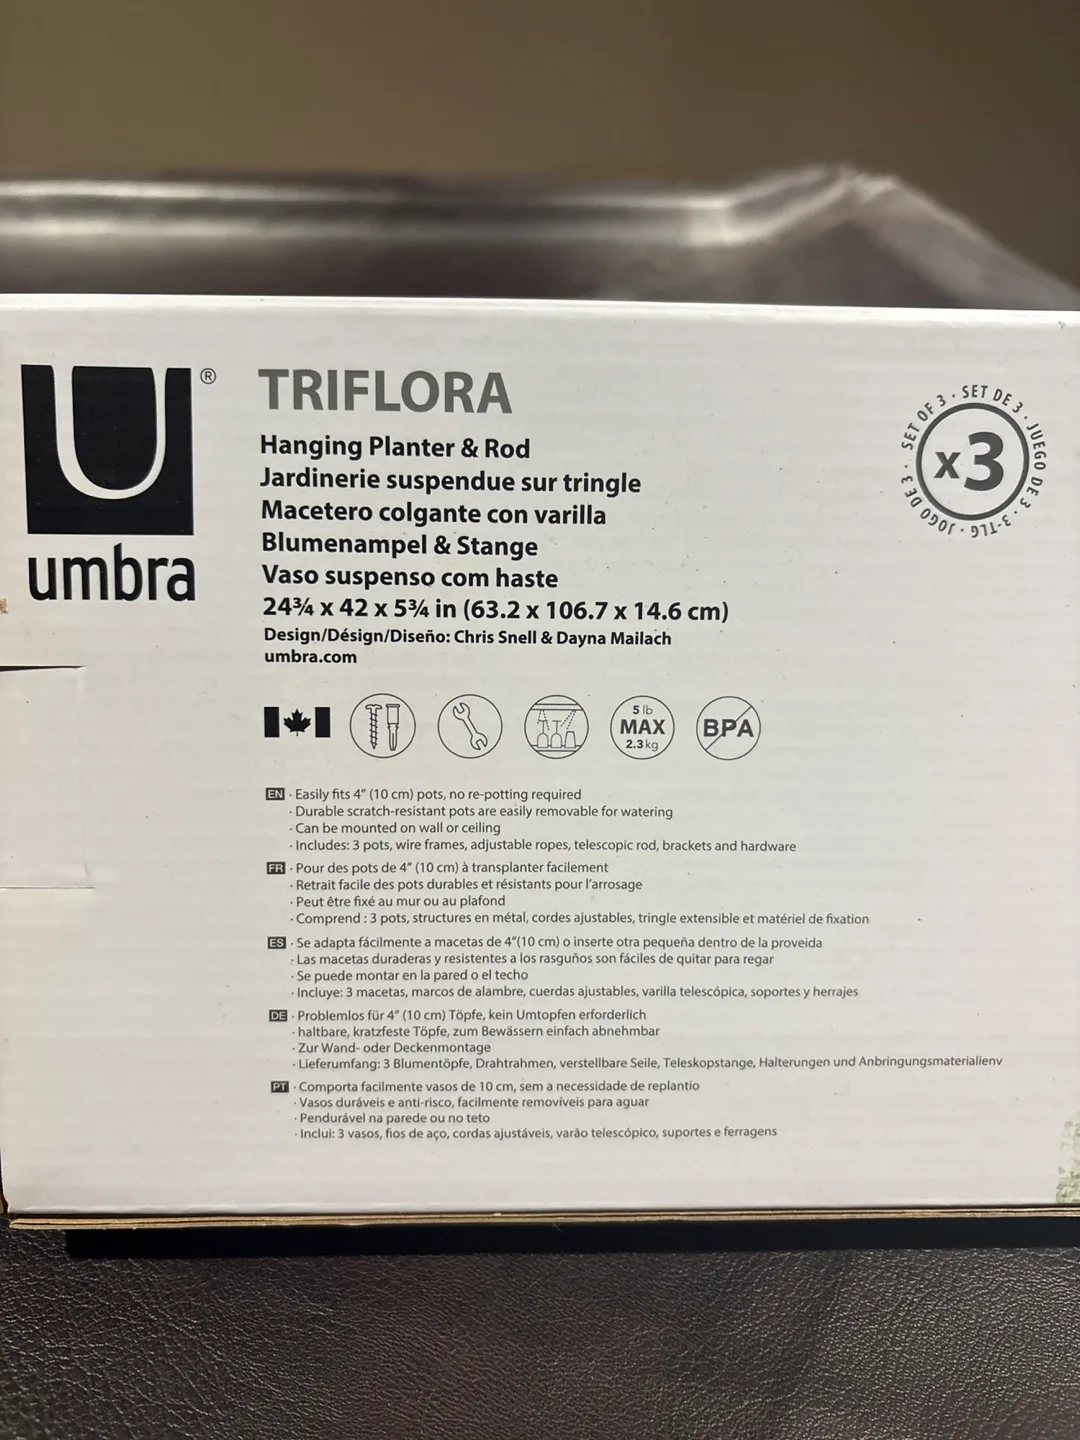 ®
umbra
TRIFLORA
Hanging Planter & Rod
Jardinerie suspendue sur tringle
Macetero colgante con varilla
Blumenampel & Stange
Vaso suspenso com haste
24¾ x 42 x 5¾ in (63.2 x 106.7 x 14.6 cm)
Design/Désign/Diseño: Chris Snell & Dayna Mailach
umbra.com
SET OF 3 · SET DE 3 · JUEGO DE 3 · 3-TLG · JOGO DE 3 ·
x3
5 lb
MAX
2.3 kg
BPA
EN · Easily fits 4" (10 cm) pots, no re-potting required
· Durable scratch-resistant pots are easily removable for watering
· Can be mounted on wall or ceiling
· Includes: 3 pots, wire frames, adjustable ropes, telescopic rod, brackets and hardware
FR · Pour des pots de 4" (10 cm) à transplanter facilement
· Retrait facile des pots durables et résistants pour l'arrosage
· Peut être fixé au mur ou au plafond
· Comprend : 3 pots, structures en métal, cordes ajustables, tringle extensible et matériel de fixation
ES · Se adapta fácilmente a macetas de 4"(10 cm) o inserte otra pequeña dentro de la proveida
· Las macetas duraderas y resistentes a los rasguños son fáciles de quitar para regar
· Se puede montar en la pared o el techo
· Incluye: 3 macetas, marcos de alambre, cuerdas ajustables, varilla telescópica, soportes y herrajes
DE · Problemlos für 4" (10 cm) Töpfe, kein Umtopfen erforderlich
· haltbare, kratzfeste Töpfe, zum Bewässern einfach abnehmbar
· Zur Wand- oder Deckenmontage
· Lieferumfang: 3 Blumentöpfe, Drahtrahmen, verstellbare Seile, Teleskopstange, Halterungen und Anbringungsmaterialienv
PT · Comporta facilmente vasos de 10 cm, sem a necessidade de replantio
· Vasos duráveis e anti-risco, facilmente removíveis para aguar
· Pendurável na parede ou no teto
· Inclui: 3 vasos, fios de aço, cordas ajustáveis, varão telescópico, suportes e ferragens